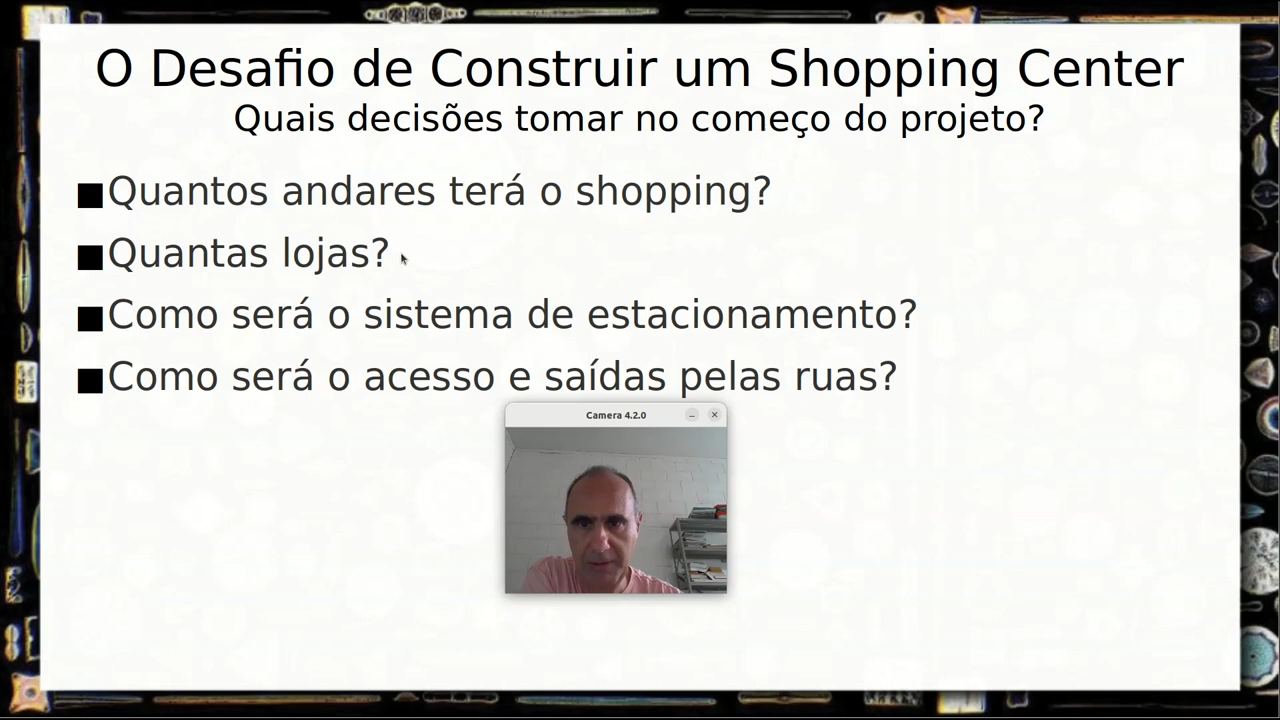 O Desafio de Construir um Shopping Center
Quais decisões tomar no começo do projeto?
Quantos andares terá o shopping?
Quantas lojas?
Como será o sistema de estacionamento?
Como será o acesso e saídas pelas ruas?
Camera 4.2.0